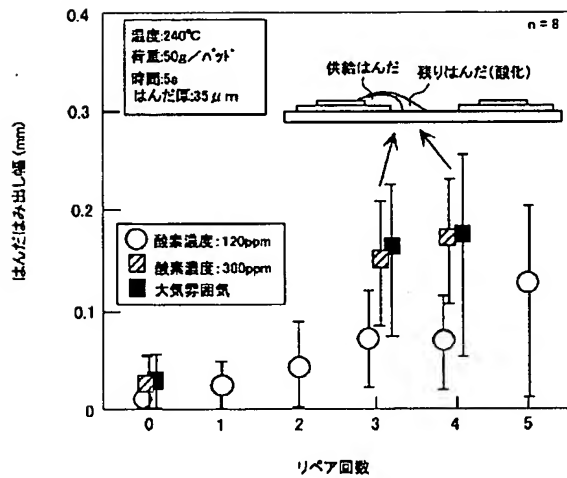 温度:240℃
荷重:50g/パッド
時間:5s
はんだ厚:35μm
n = 8
供給はんだ
残りはんだ(酸化)
0.4
0.3
0.2
0.1
0
はんだはみ出し幅 (mm)
酸素温度:120ppm
酸素濃度:300ppm
大気雰囲気
0 1 2 3 4 5
リペア回数